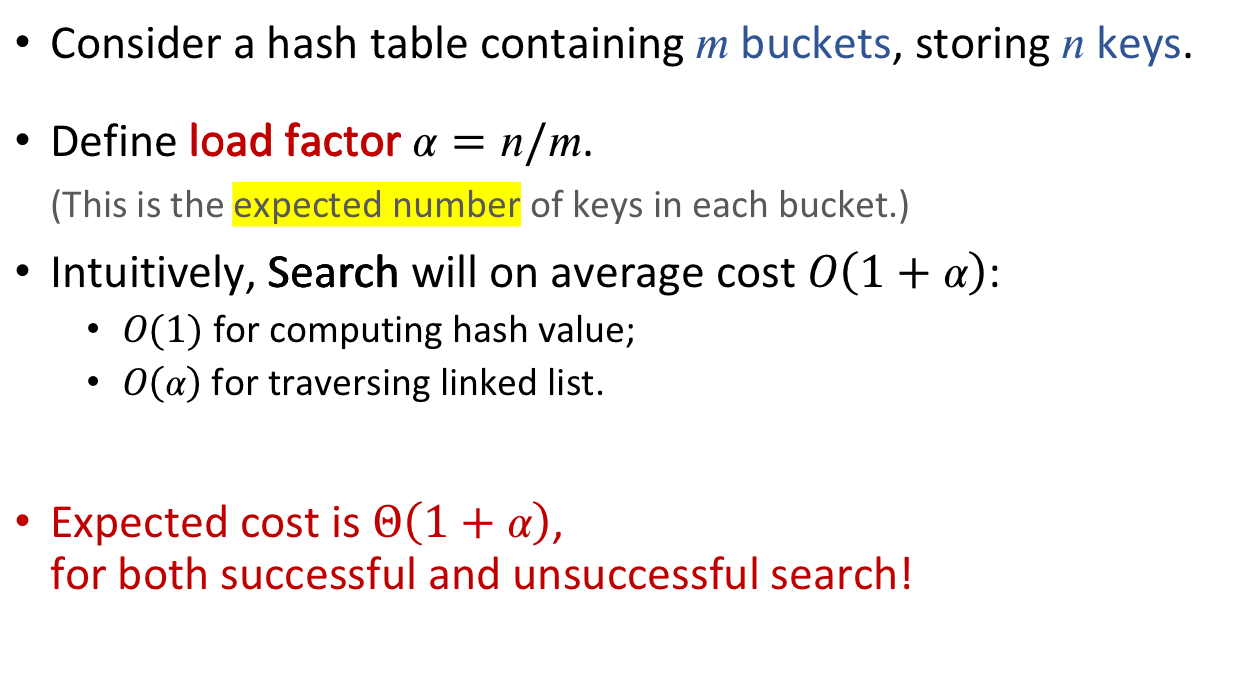 • Consider a hash table containing m buckets, storing n keys.
• Define load factor α = n/m.
(This is the expected number of keys in each bucket.)
• Intuitively, Search will on average cost O(1 + α):
• O(1) for computing hash value;
• O(α) for traversing linked list.
• Expected cost is Θ(1 + α),
for both successful and unsuccessful search!